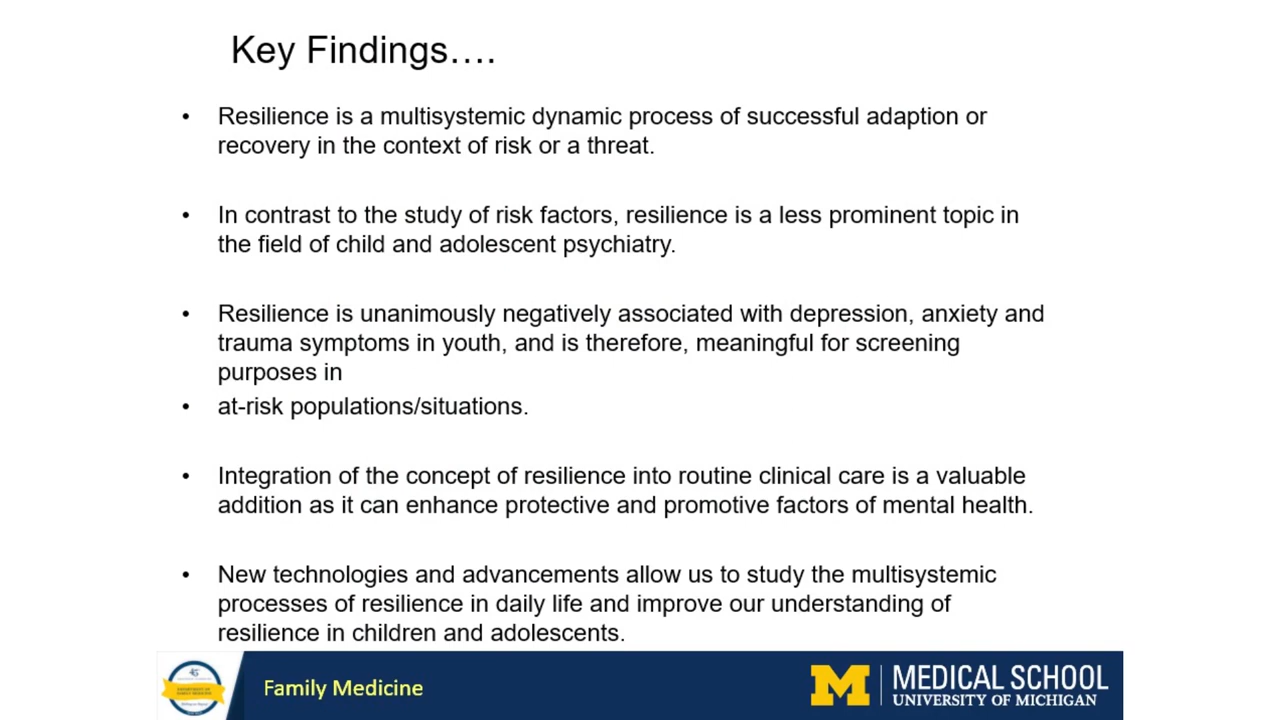 Key Findings….
• Resilience is a multisystemic dynamic process of successful adaption or
recovery in the context of risk or a threat.
• In contrast to the study of risk factors, resilience is a less prominent topic in
the field of child and adolescent psychiatry.
• Resilience is unanimously negatively associated with depression, anxiety and
trauma symptoms in youth, and is therefore, meaningful for screening
purposes in
• at-risk populations/situations.
• Integration of the concept of resilience into routine clinical care is a valuable
addition as it can enhance protective and promotive factors of mental health.
• New technologies and advancements allow us to study the multisystemic
processes of resilience in daily life and improve our understanding of
resilience in children and adolescents.
Family Medicine
M
MEDICAL SCHOOL
UNIVERSITY OF MICHIGAN